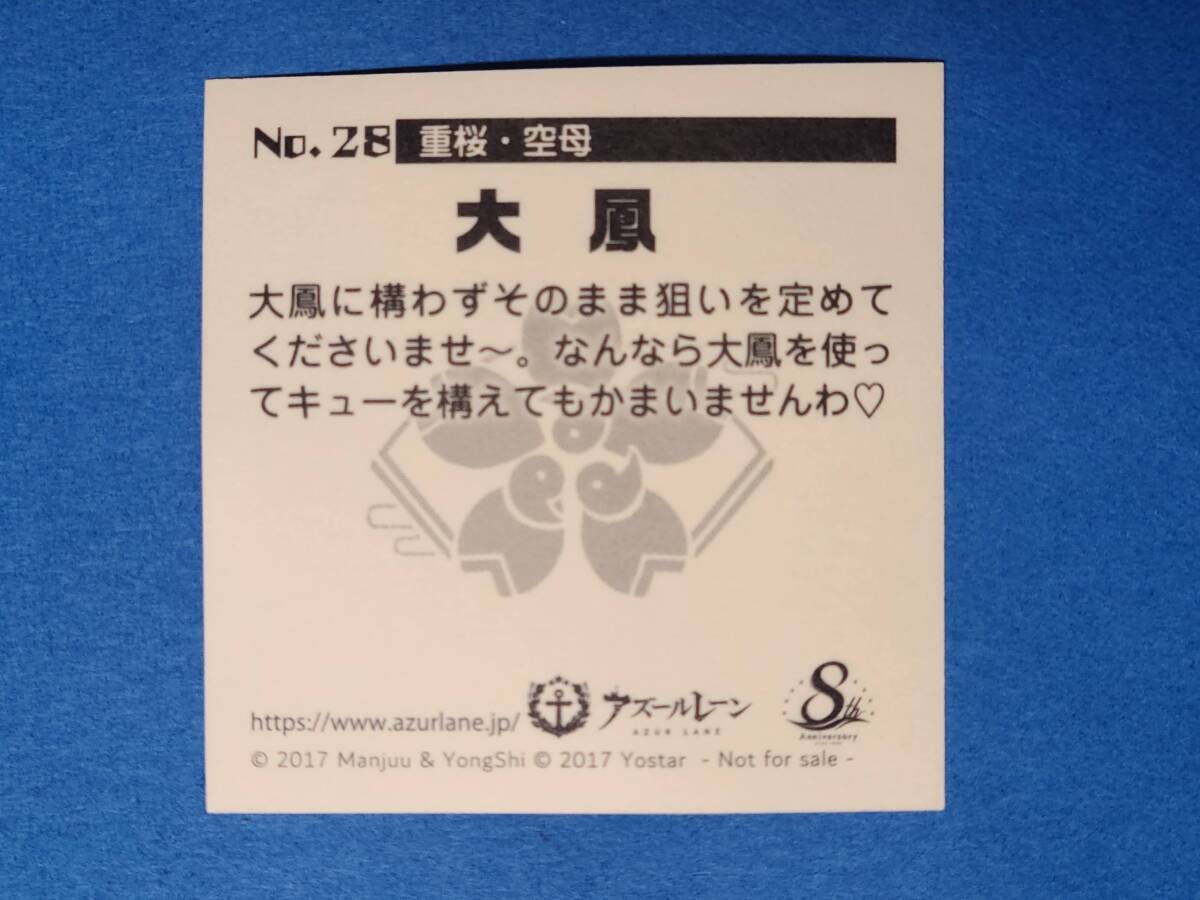 No. 28 重桜・空母
大鳳
大鳳に構わずそのまま狙いを定めて
くださいませ～。なんなら大鳳を使っ
てキューを構えてもかまいませんわ♡
https://www.azurlane.jp/ アズールレーン 8th
AZUR LANE Anniversary
© 2017 Manjuu & YongShi © 2017 Yostar - Not for sale -